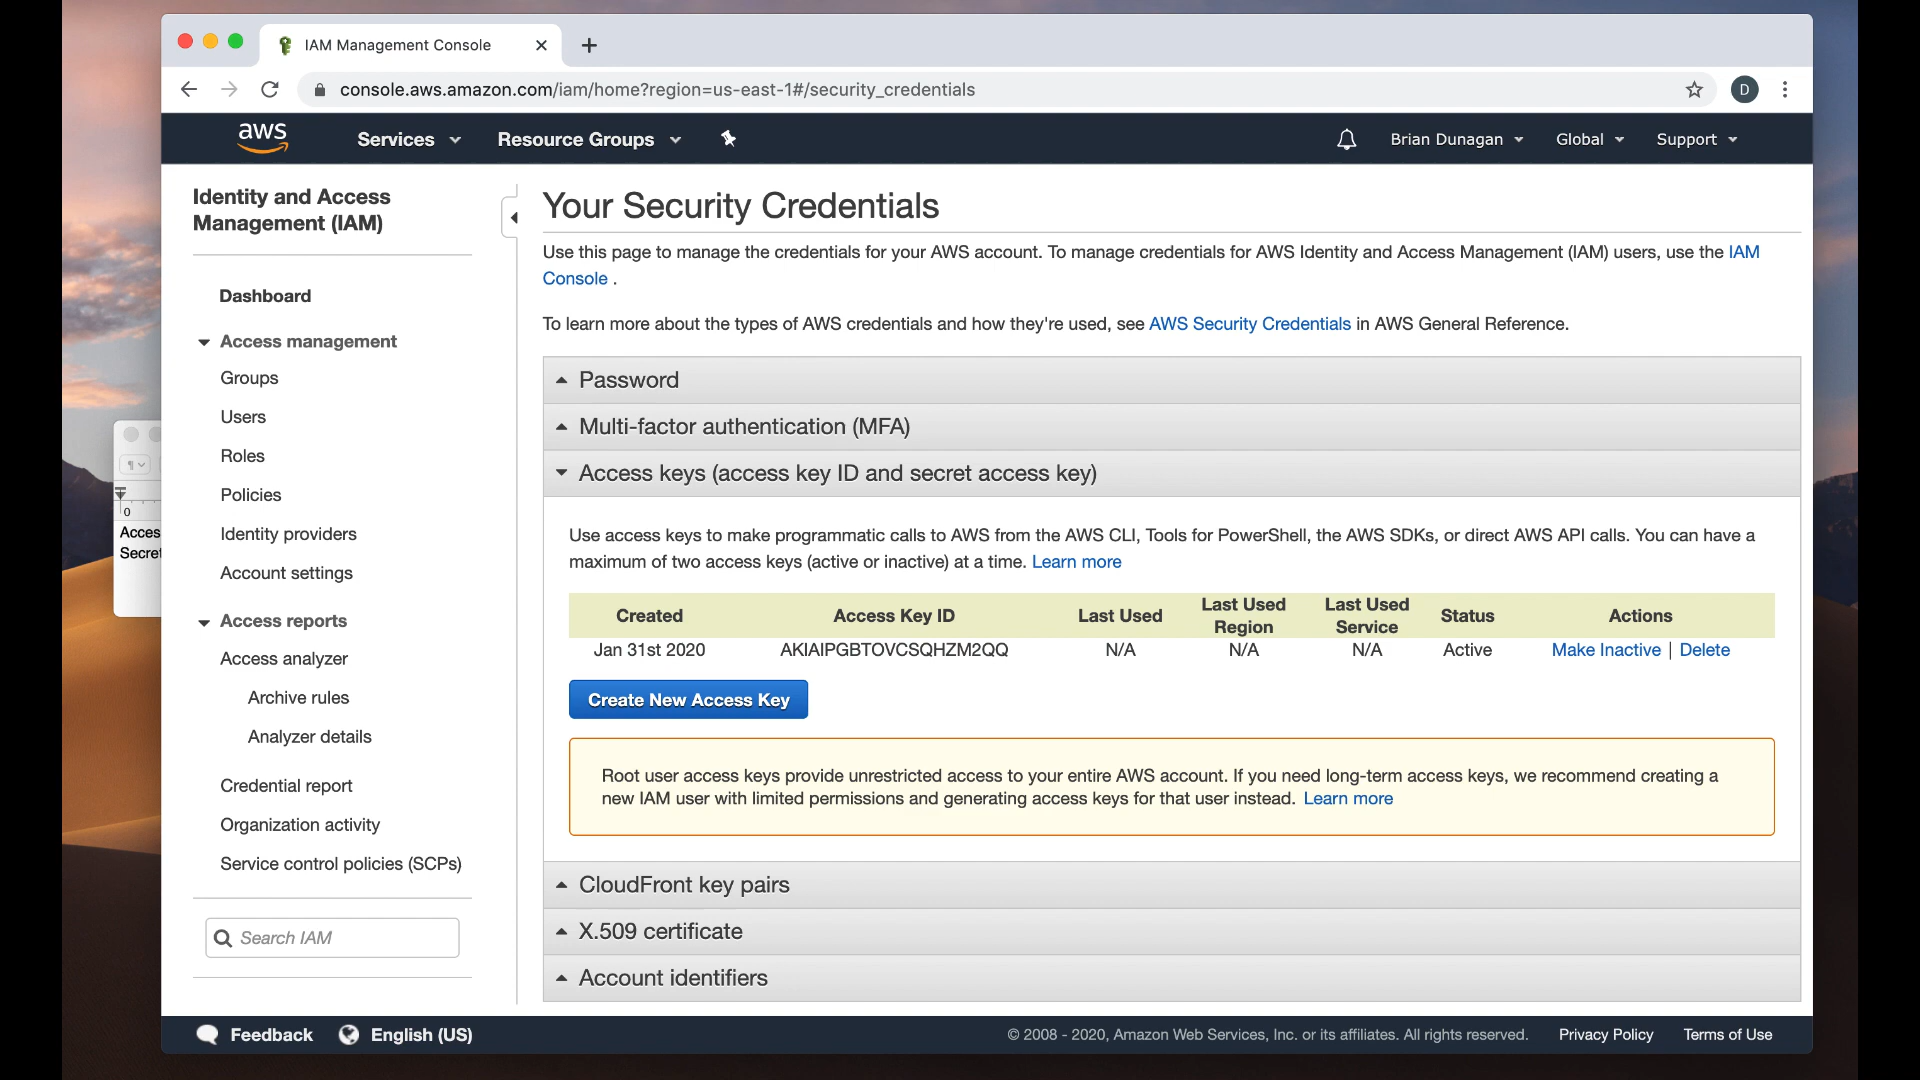 IAM Management Console
console.aws.amazon.com/iam/home?region=us-east-1#/security_credentials
D
aws
Services
Resource Groups
Brian Dunagan
Global
Support
Identity and Access
Management (IAM)
Dashboard
Access management
Groups
Users
Roles
Policies
Identity providers
Account settings
Access reports
Access analyzer
Archive rules
Analyzer details
Credential report
Organization activity
Service control policies (SCPs)
Search IAM
0
Acces
Secret
Your Security Credentials
Use this page to manage the credentials for your AWS account. To manage credentials for AWS Identity and Access Management (IAM) users, use the IAM
Console .
To learn more about the types of AWS credentials and how they're used, see AWS Security Credentials in AWS General Reference.
Password
Multi-factor authentication (MFA)
Access keys (access key ID and secret access key)
Use access keys to make programmatic calls to AWS from the AWS CLI, Tools for PowerShell, the AWS SDKs, or direct AWS API calls. You can have a
maximum of two access keys (active or inactive) at a time. Learn more
Created Access Key ID Last Used Last Used Region Last Used Service Status Actions
Jan 31st 2020 AKIAIPGBTOVCSQHZM2QQ N/A N/A N/A Active Make Inactive | Delete
Create New Access Key
Root user access keys provide unrestricted access to your entire AWS account. If you need long-term access keys, we recommend creating a
new IAM user with limited permissions and generating access keys for that user instead. Learn more
CloudFront key pairs
X.509 certificate
Account identifiers
Feedback
English (US)
© 2008 - 2020, Amazon Web Services, Inc. or its affiliates. All rights reserved.
Privacy Policy
Terms of Use